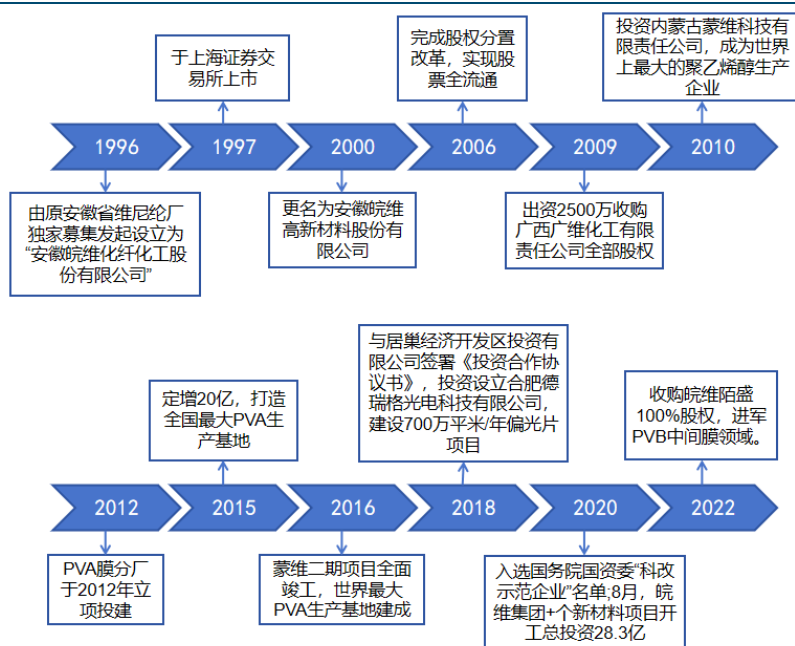 于上海证券交
易所上市
完成股权分置
改革，实现股
票全流通
投资内蒙古蒙维科技有
限责任公司，成为世界
上最大的聚乙烯醇生产
企业
1996
1997
2000
2006
2009
2010
由原安徽省维尼纶厂
独家募集发起设立为
“安徽皖维化纤化工股
份有限公司”
更名为安徽皖维
高新材料股份有
限公司
出资2500万收购
广西广维化工有限
责任公司全部股权
定增20亿，打造
全国最大PVA生
产基地
与居巢经济开发区投资有
限公司签署《投资合作协
议书》，投资设立合肥德
瑞格光电科技有限公司，
建设700万平米/年偏光片
项目
收购皖维陌盛
100%股权，进军
PVB中间膜领域。
2012
2015
2016
2018
2020
2022
PVA膜分厂
于2012年立
项投建
蒙维二期项目全面
竣工，世界最大
PVA生产基地建成
入选国务院国资委“科改
示范企业”名单;8月，皖
维集团+个新材料项目开
工总投资28.3亿